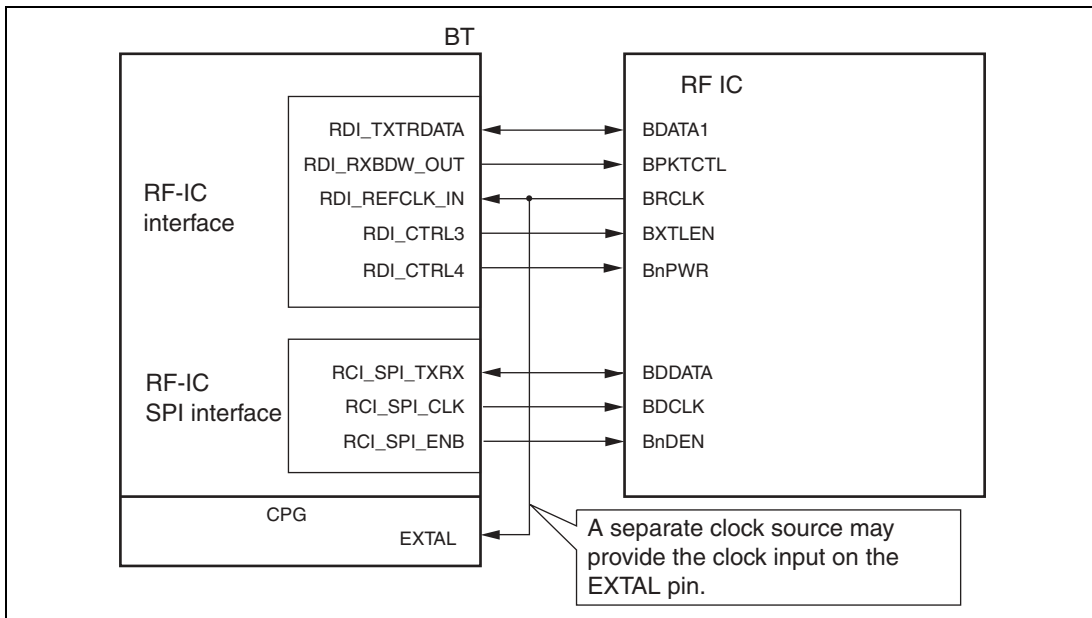 BT
RF IC
RF-IC
interface
RDI_TXTRDATA
RDI_RXBDW_OUT
RDI_REFCLK_IN
RDI_CTRL3
RDI_CTRL4
BDATA1
BPKTCTL
BRCLK
BXTLEN
BnPWR
RF-IC
SPI interface
RCI_SPI_TXRX
RCI_SPI_CLK
RCI_SPI_ENB
BDDATA
BDCLK
BnDEN
CPG
EXTAL
A separate clock source may
provide the clock input on the
EXTAL pin.